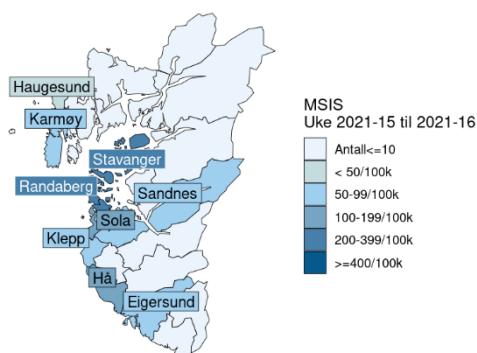 Haugesund
Karmøy
Stavanger
Randaberg
Sandnes
Sola
Klepp
Hå
Eigersund
MSIS
Uke 2021-15 til 2021-16
Antall<=10
< 50/100k
50-99/100k
100-199/100k
200-399/100k
>=400/100k